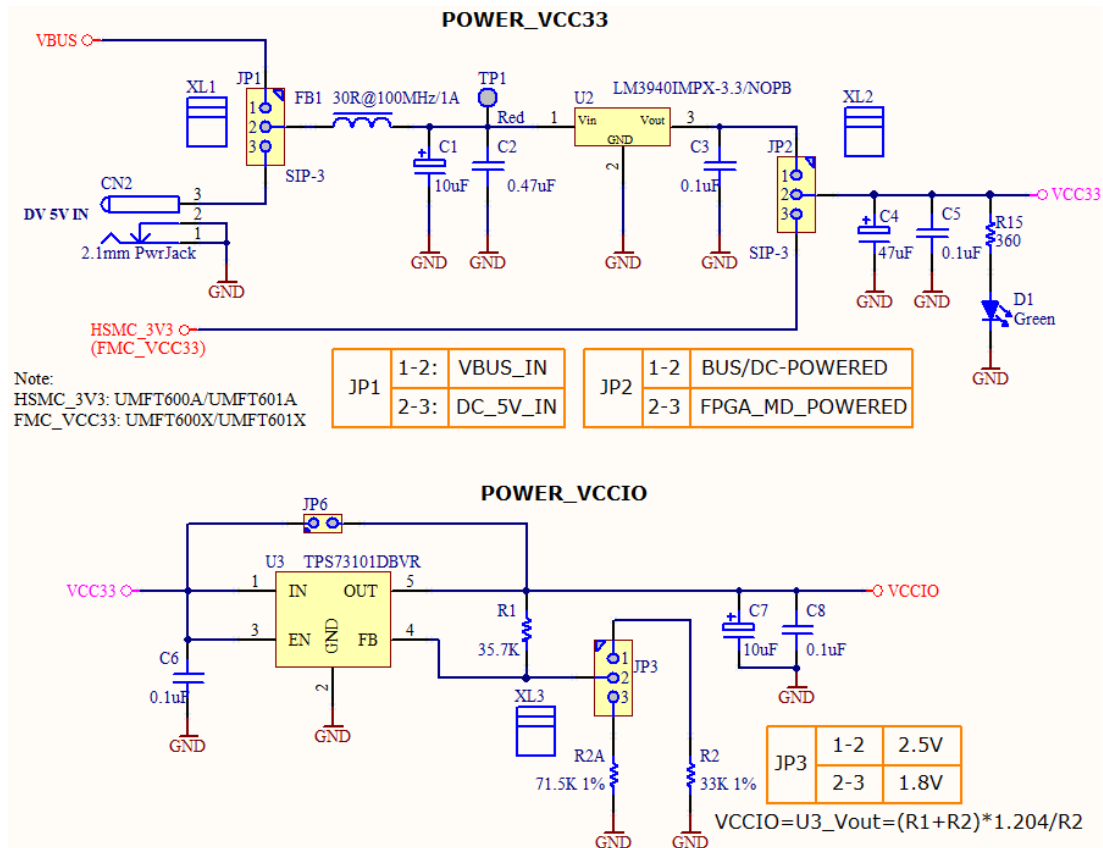 POWER_VCC33
VBUS
XL1
JP1
1
2
3
SIP-3
FB1 30R@100MHz/1A
TP1
Red
C1
10uF
C2
0.47uF
GND
GND
U2
LM3940IMPX-3.3/NOPB
1
Vin
Vout
3
GND
2
GND
C3
0.1uF
GND
XL2
JP2
1
2
3
SIP-3
VCC33
C4
47uF
GND
C5
0.1uF
GND
R15
360
D1
Green
GND
CN2
DV 5V IN
3
2
1
2.1mm PwrJack
GND
HSMC_3V3
(FMC_VCC33)
Note:
HSMC_3V3: UMFT600A/UMFT601A
FMC_VCC33: UMFT600X/UMFT601X
JP1
1-2: VBUS_IN
2-3: DC_5V_IN
JP2
1-2 BUS/DC-POWERED
2-3 FPGA_MD_POWERED
POWER_VCCIO
JP6
U3 TPS73101DBVR
VCC33
1
IN
OUT
5
3
EN
GND
FB
4
2
GND
C6
0.1uF
GND
R1
35.7K
XL3
JP3
1
2
3
R2A
71.5K 1%
GND
R2
33K 1%
GND
C7
10uF
C8
0.1uF
GND
VCCIO
JP3
1-2 2.5V
2-3 1.8V
VCCIO=U3_Vout=(R1+R2)*1.204/R2